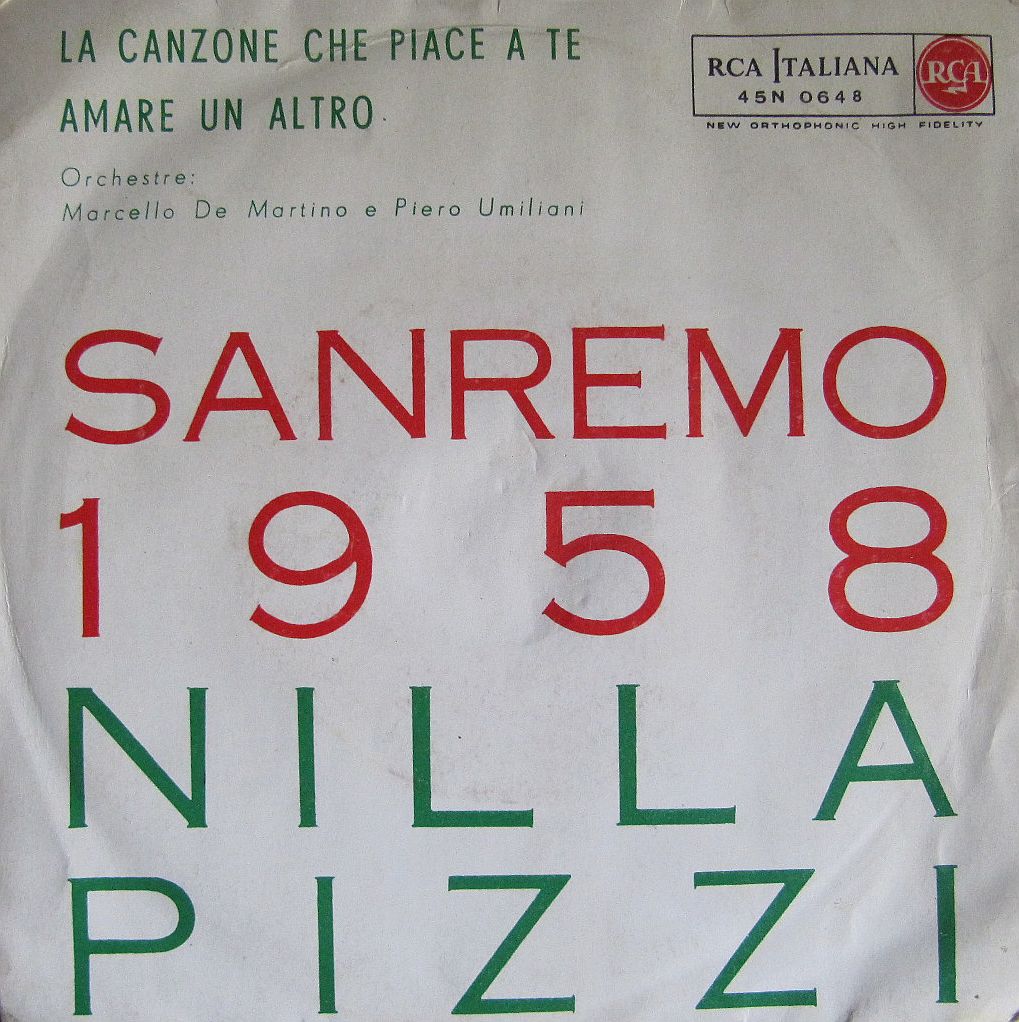 LA CANZONE CHE PIACE A TE
AMARE UN ALTRO
Orchestre:
Marcello De Martino e Piero Umiliani
RCA ITALIANA
45N 0648
RCA
NEW ORTHOPHONIC HIGH FIDELITY
SANREMO
1958
NILLA
PIZZI